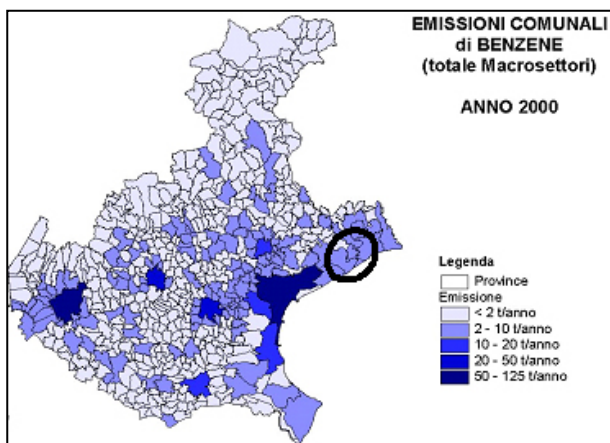 EMISSIONI COMUNALI
di BENZENE
(totale Macrosettori)
ANNO 2000
Legenda
Province
Emissione
< 2 t/anno
2 - 10 t/anno
10 - 20 t/anno
20 - 50 t/anno
50 - 125 t/anno